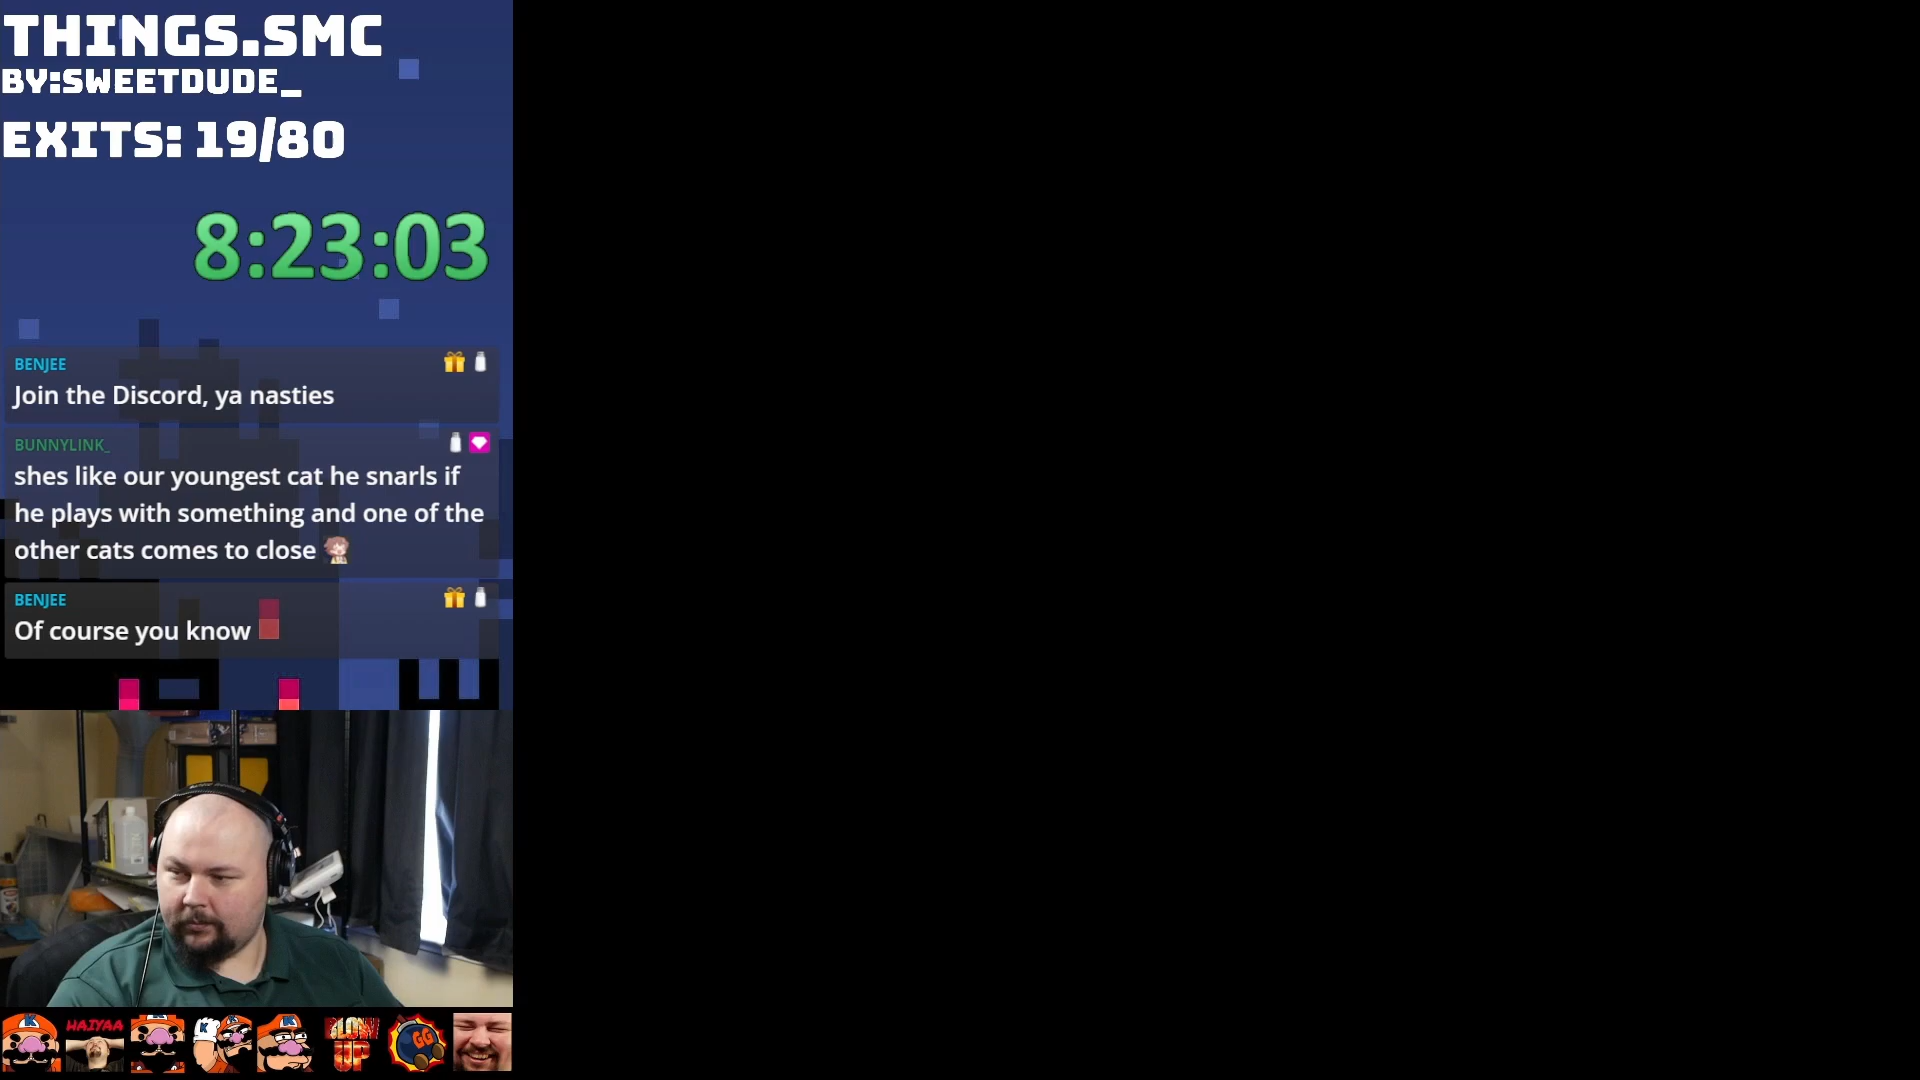 THINGS.SMC
BY:SWEETDUDE_
EXITS: 19/80
8:23:03
BENJEE
Join the Discord, ya nasties
BUNNYLINK_
shes like our youngest cat he snarls if
he plays with something and one of the
other cats comes to close
BENJEE
Of course you know
K
HAIYAA
K
K
K
BLOW
UP
GG